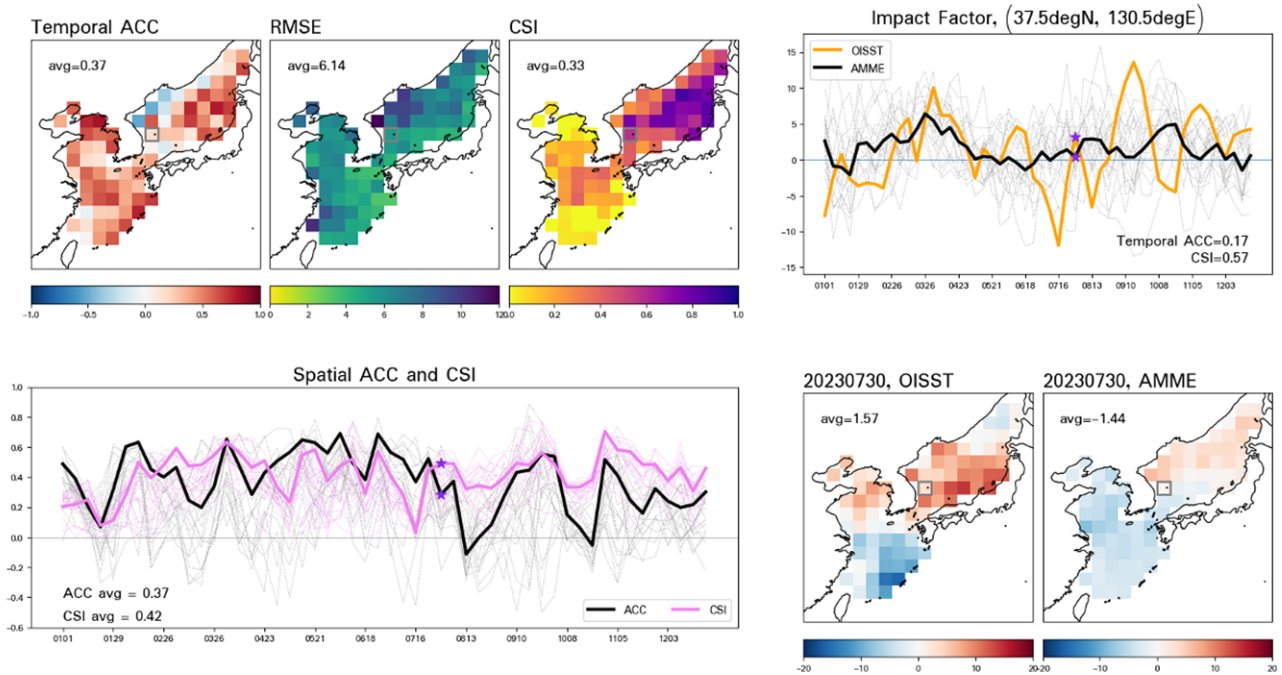 Temporal ACC
RMSE
CSI
avg=0.37
avg=6.14
avg=0.33
-1.0 -0.5 0.0 0.5 1.0
0 2 4 6 8 10 12
0.0 0.2 0.4 0.6 0.8 1.0
Impact Factor, (37.5degN, 130.5degE)
OISST
AMME
15
10
5
0
−5
−10
−15
Temporal ACC=0.17
CSI=0.57
0101 0129 0226 0326 0423 0521 0618 0716 0813 0910 1008 1105 1203
Spatial ACC and CSI
1.0
0.8
0.6
0.4
0.2
0.0
−0.2
−0.4
−0.6
ACC avg = 0.37
CSI avg = 0.42
ACC
CSI
0101 0129 0226 0326 0423 0521 0618 0716 0813 0910 1008 1105 1203
20230730, OISST
20230730, AMME
avg=1.57
avg=−1.44
−20 −10 0 10 20
−20 −10 0 10 20